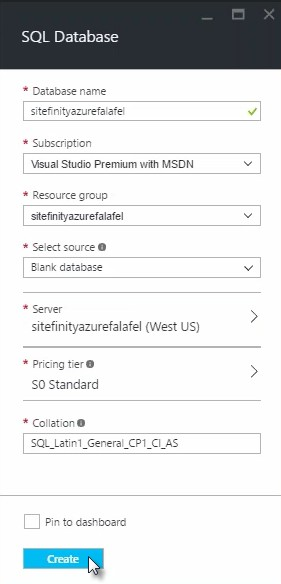 SQL Database
* Database name
sitefinityazurefalafel
* Subscription
Visual Studio Premium with MSDN
* Resource group
sitefinityazurefalafel
* Select source
Blank database
* Server
sitefinityazurefalafel (West US)
* Pricing tier
S0 Standard
* Collation
SQL_Latin1_General_CP1_CI_AS
Pin to dashboard
Create